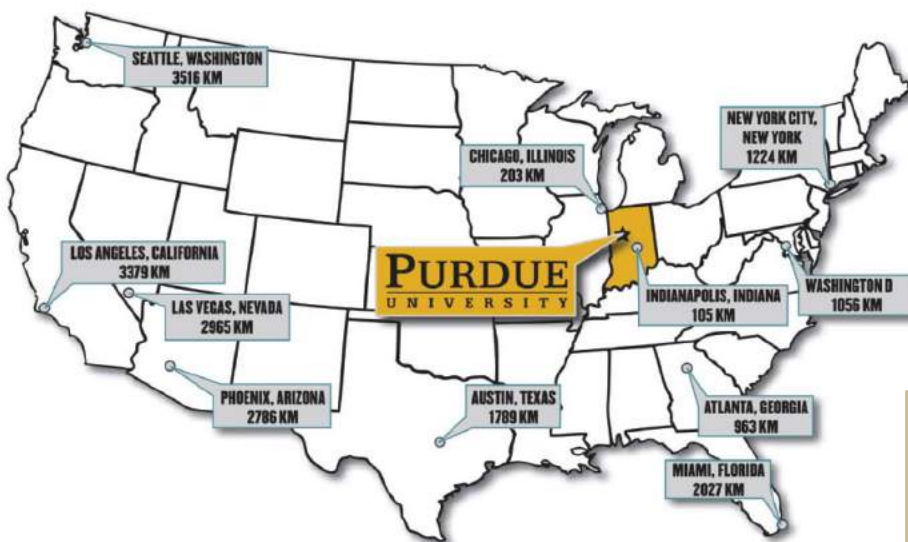 SEATTLE, WASHINGTON
3516 KM
NEW YORK CITY,
NEW YORK
1224 KM
CHICAGO, ILLINOIS
203 KM
LOS ANGELES, CALIFORNIA
3379 KM
PURDUE
UNIVERSITY
WASHINGTON D
1056 KM
LAS VEGAS, NEVADA
2965 KM
INDIANAPOLIS, INDIANA
105 KM
PHOENIX, ARIZONA
2786 KM
AUSTIN, TEXAS
1789 KM
ATLANTA, GEORGIA
963 KM
MIAMI, FLORIDA
2027 KM